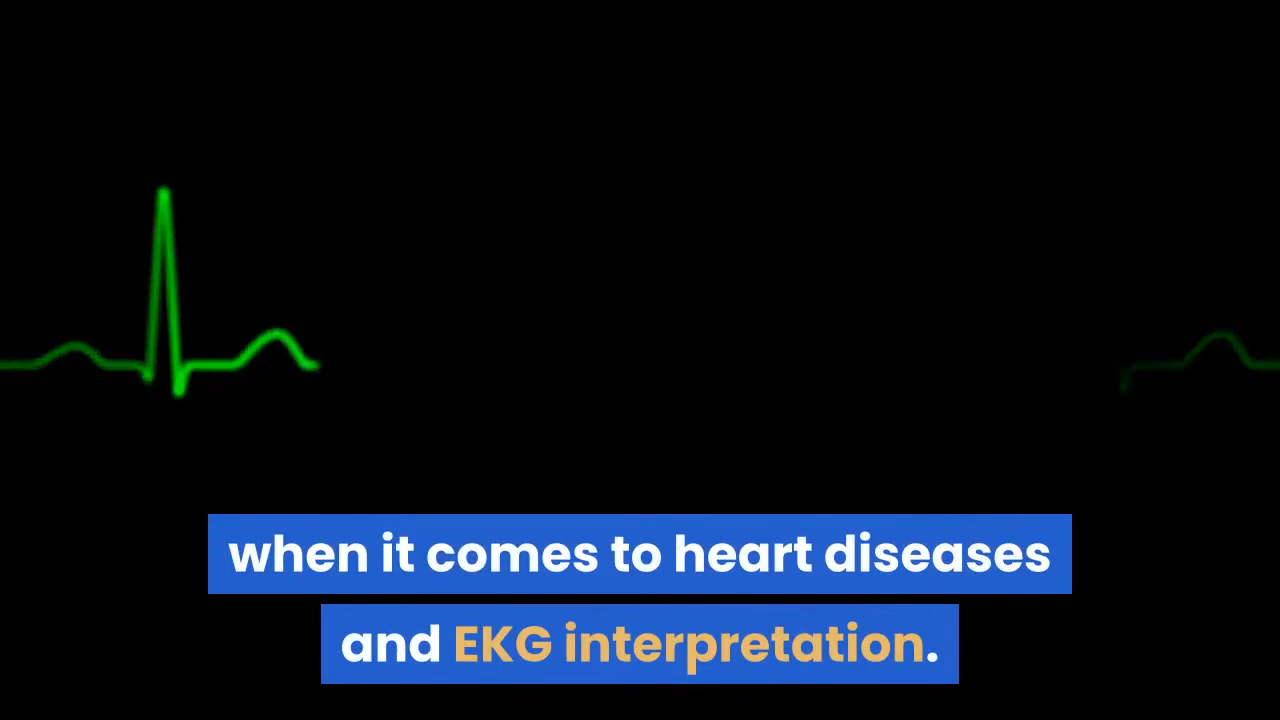 when it comes to heart diseases
and EKG interpretation.